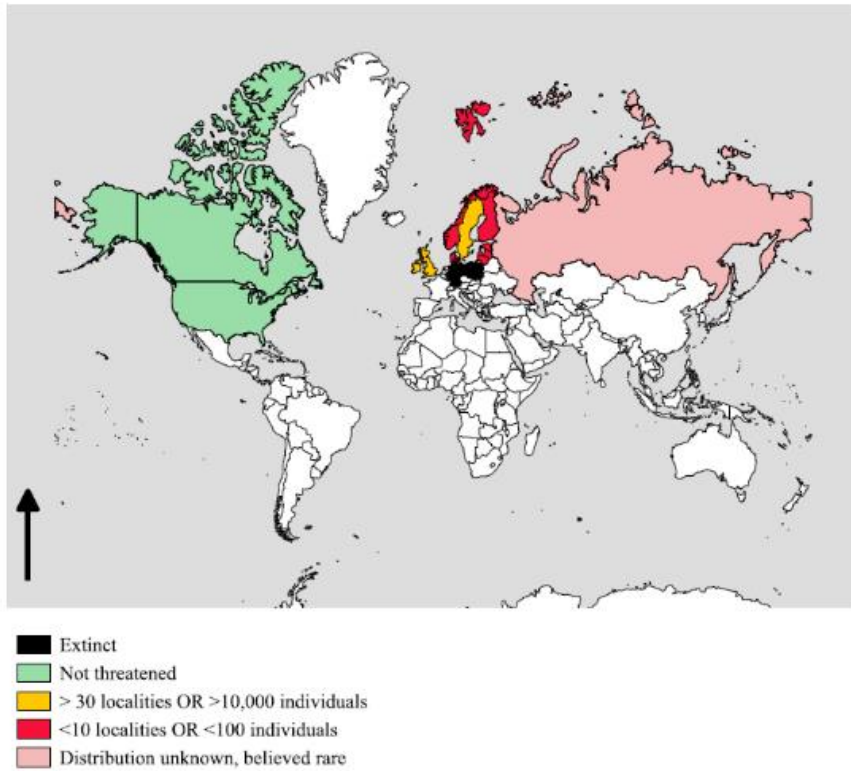 Extinct
Not threatened
> 30 localities OR >10,000 individuals
<10 localities OR <100 individuals
Distribution unknown, believed rare